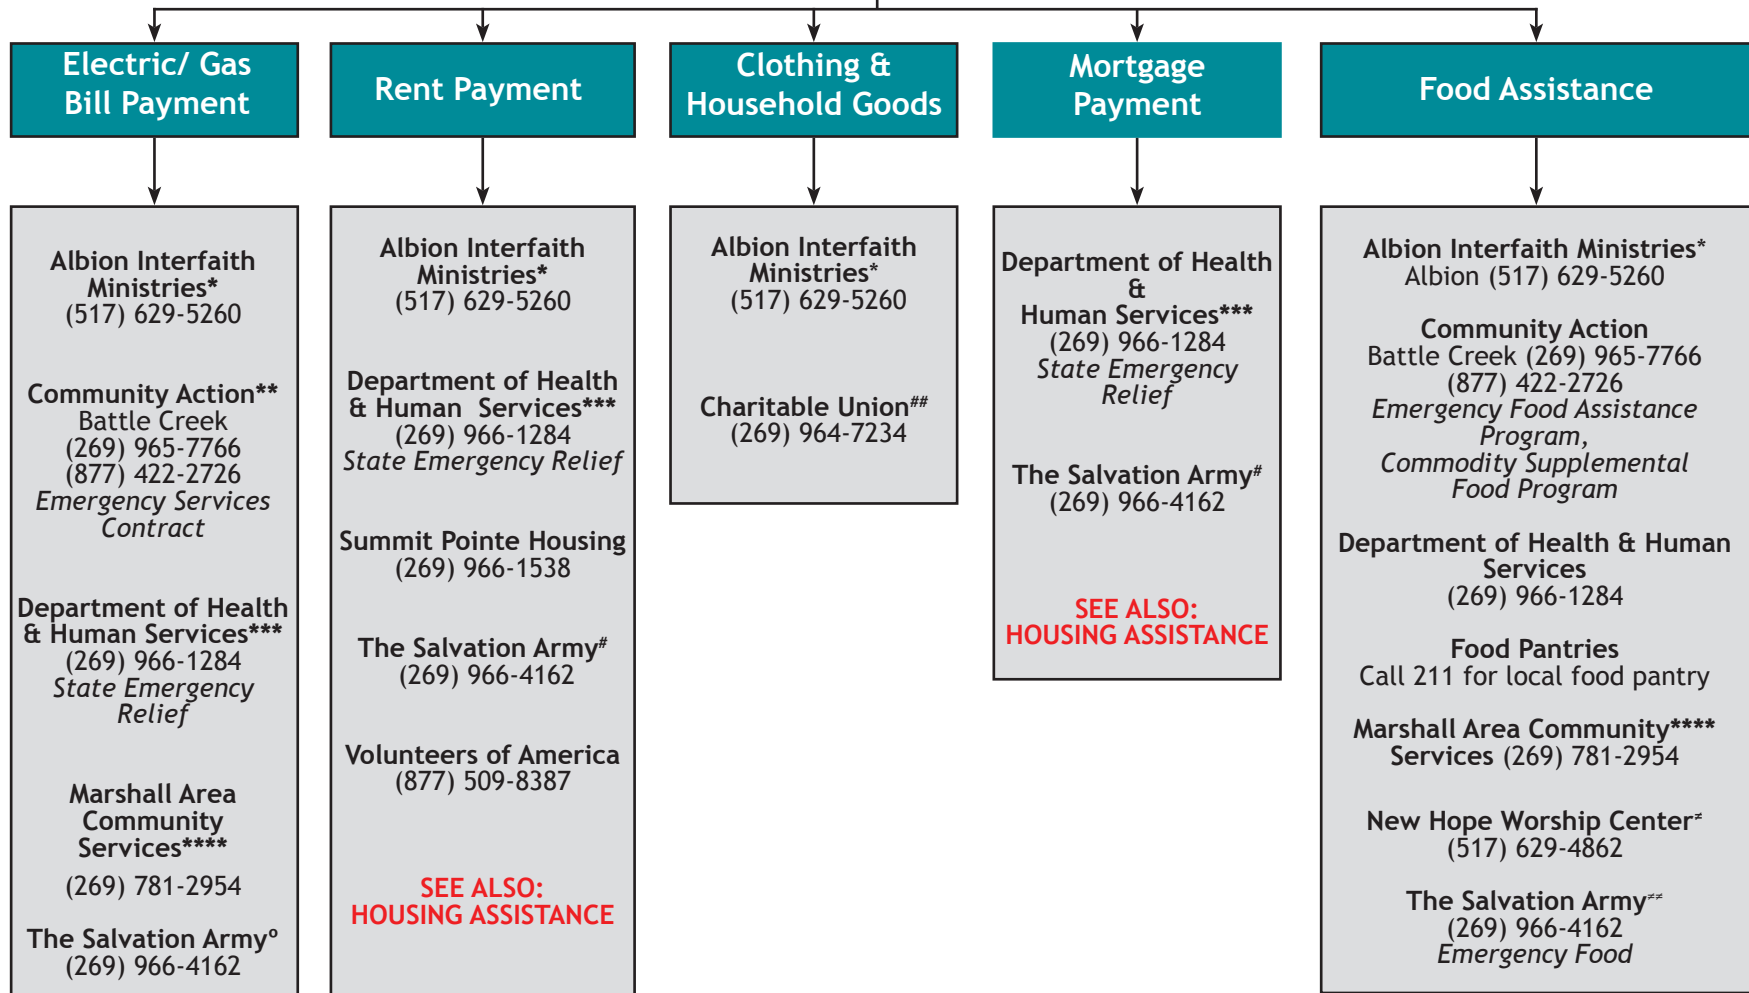 Electric/ Gas
Bill Payment
Albion Interfaith
Ministries*
(517) 629-5260
Community Action**
Battle Creek
(269) 965-7766
(877) 422-2726
Emergency Services
Contract
Department of Health
& Human Services***
(269) 966-1284
State Emergency
Relief
Marshall Area
Community
Services****
(269) 781-2954
The Salvation Armyº
(269) 966-4162
Rent Payment
Albion Interfaith
Ministries*
(517) 629-5260
Department of Health
& Human Services***
(269) 966-1284
State Emergency Relief
Summit Pointe Housing
(269) 966-1538
The Salvation Army#
(269) 966-4162
Volunteers of America
(877) 509-8387
SEE ALSO:
HOUSING ASSISTANCE
Clothing &
Household Goods
Albion Interfaith
Ministries*
(517) 629-5260
Charitable Union##
(269) 964-7234
Mortgage
Payment
Department of Health
&
Human Services***
(269) 966-1284
State Emergency
Relief
The Salvation Army#
(269) 966-4162
SEE ALSO:
HOUSING ASSISTANCE
Food Assistance
Albion Interfaith Ministries*
Albion (517) 629-5260
Community Action
Battle Creek (269) 965-7766
(877) 422-2726
Emergency Food Assistance
Program,
Commodity Supplemental
Food Program
Department of Health & Human
Services
(269) 966-1284
Food Pantries
Call 211 for local food pantry
Marshall Area Community****
Services (269) 781-2954
New Hope Worship Center≠
(517) 629-4862
The Salvation Army≠≠
(269) 966-4162
Emergency Food